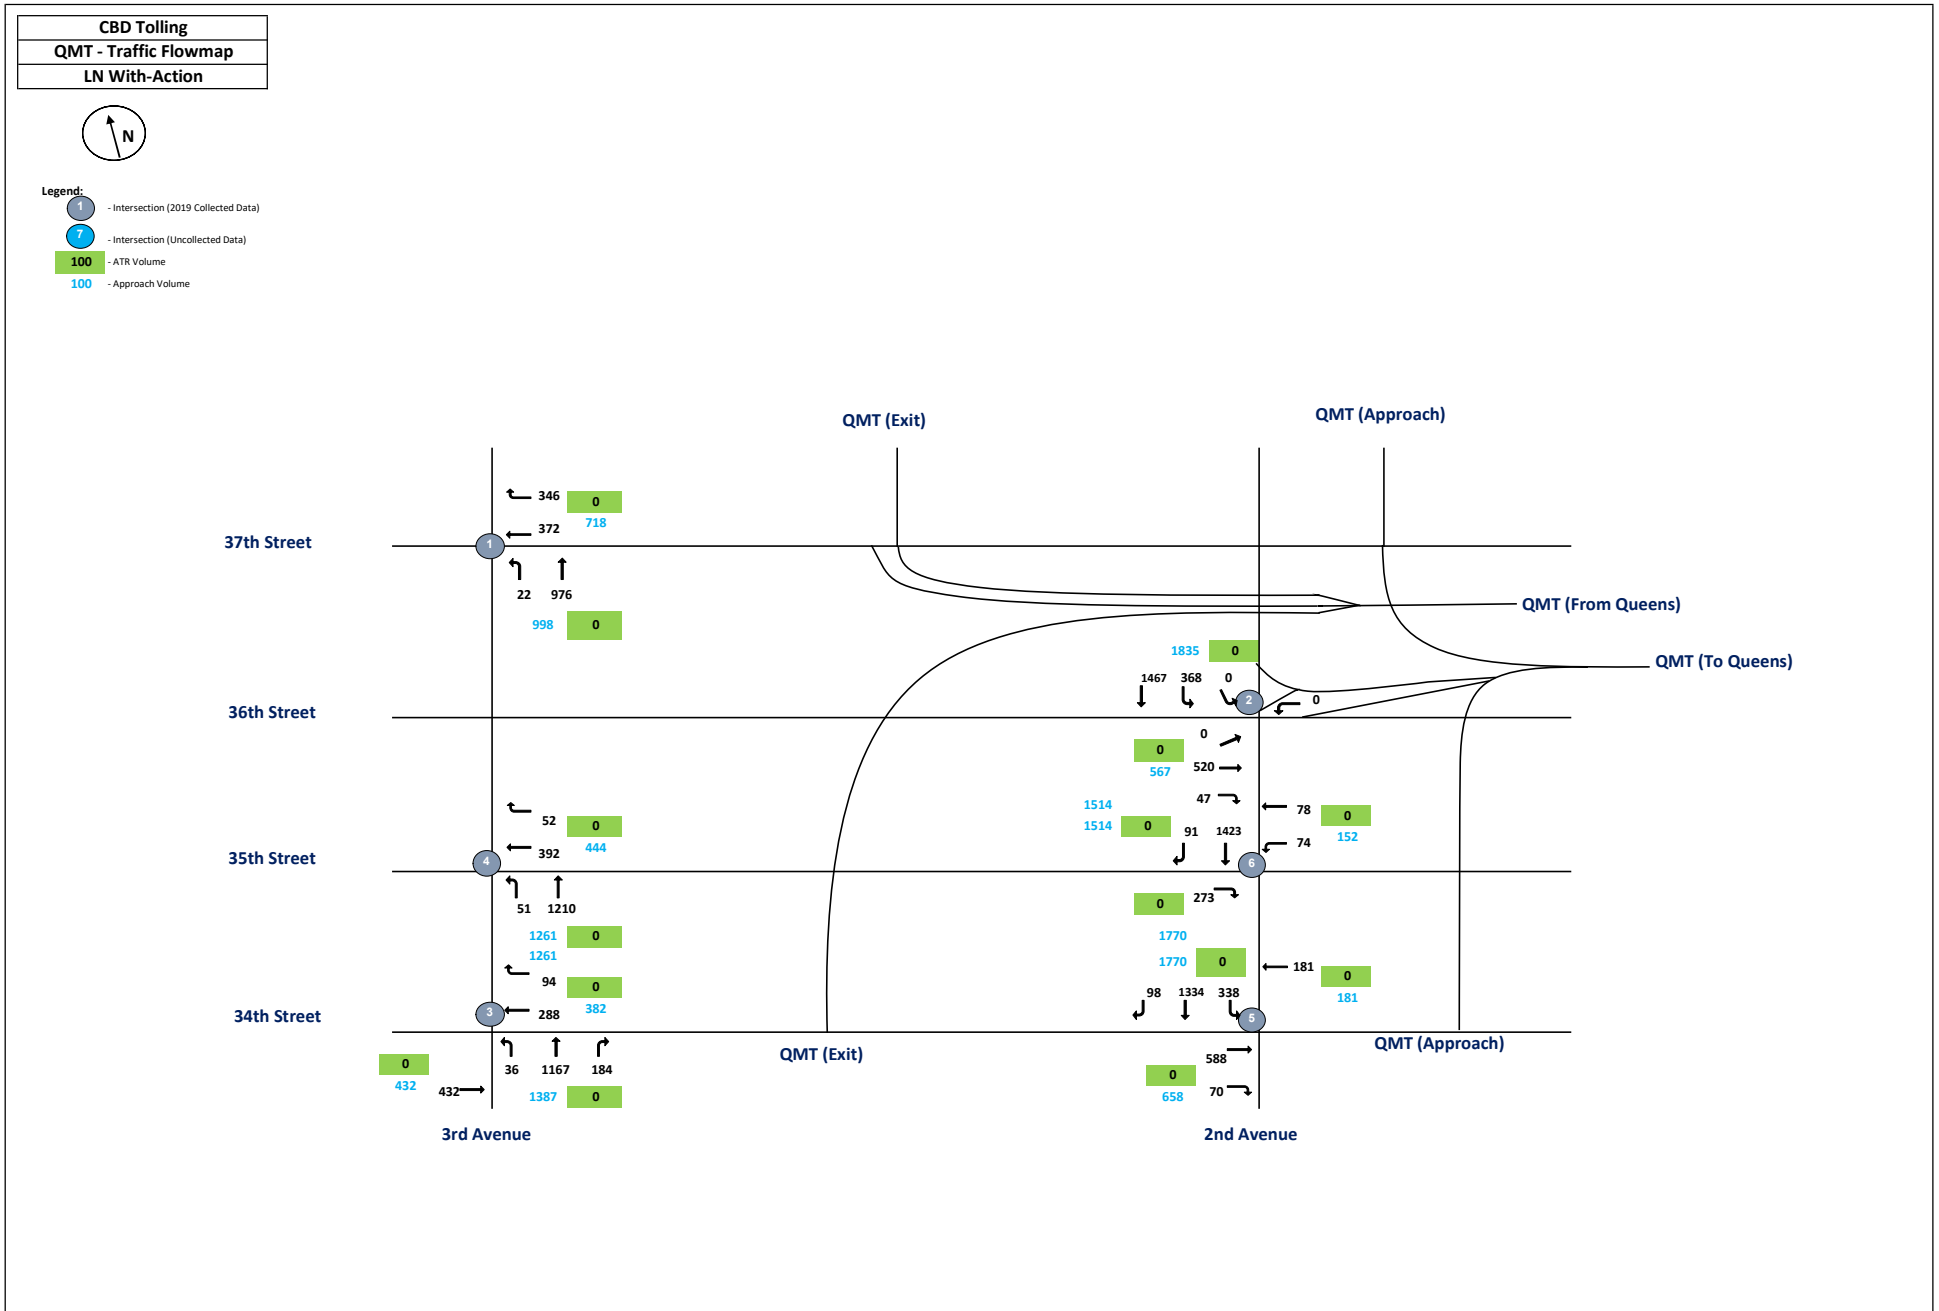 CBD Tolling
QMT - Traffic Flowmap
LN With-Action
N
Legend:
1 - Intersection (2019 Collected Data)
7 - Intersection (Uncollected Data)
100 - ATR Volume
100 - Approach Volume
QMT (Exit)
QMT (Approach)
346 0
718
372
37th Street
1
22 976
998 0
QMT (From Queens)
QMT (To Queens)
1835 0
1467 368 0
2
0
36th Street
0
0
567
520
47
1514
1514 0
91 1423
78 0
152
74
52 0
444
392
35th Street
4
6
51 1210
273
0
1261 0
1261
1770
1770 0
181 0
181
94 0
382
288
98 1334 338
34th Street
3
5
QMT (Exit)
QMT (Approach)
0
432
432
36 1167 184
1387 0
588
0
658
70
3rd Avenue
2nd Avenue